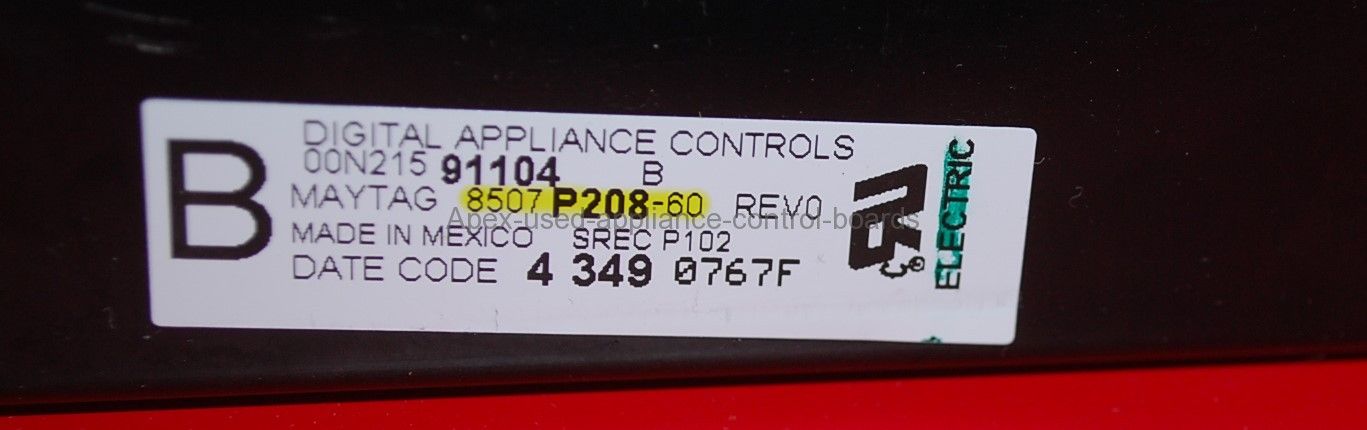 B
DIGITAL APPLIANCE CONTROLS
00N215 91104 B
MAYTAG 8507 P208-60 REV0
Apex-used-appliance-control-boards
MADE IN MEXICO SREC P102
DATE CODE 4 349 0767F
ELECTRIC